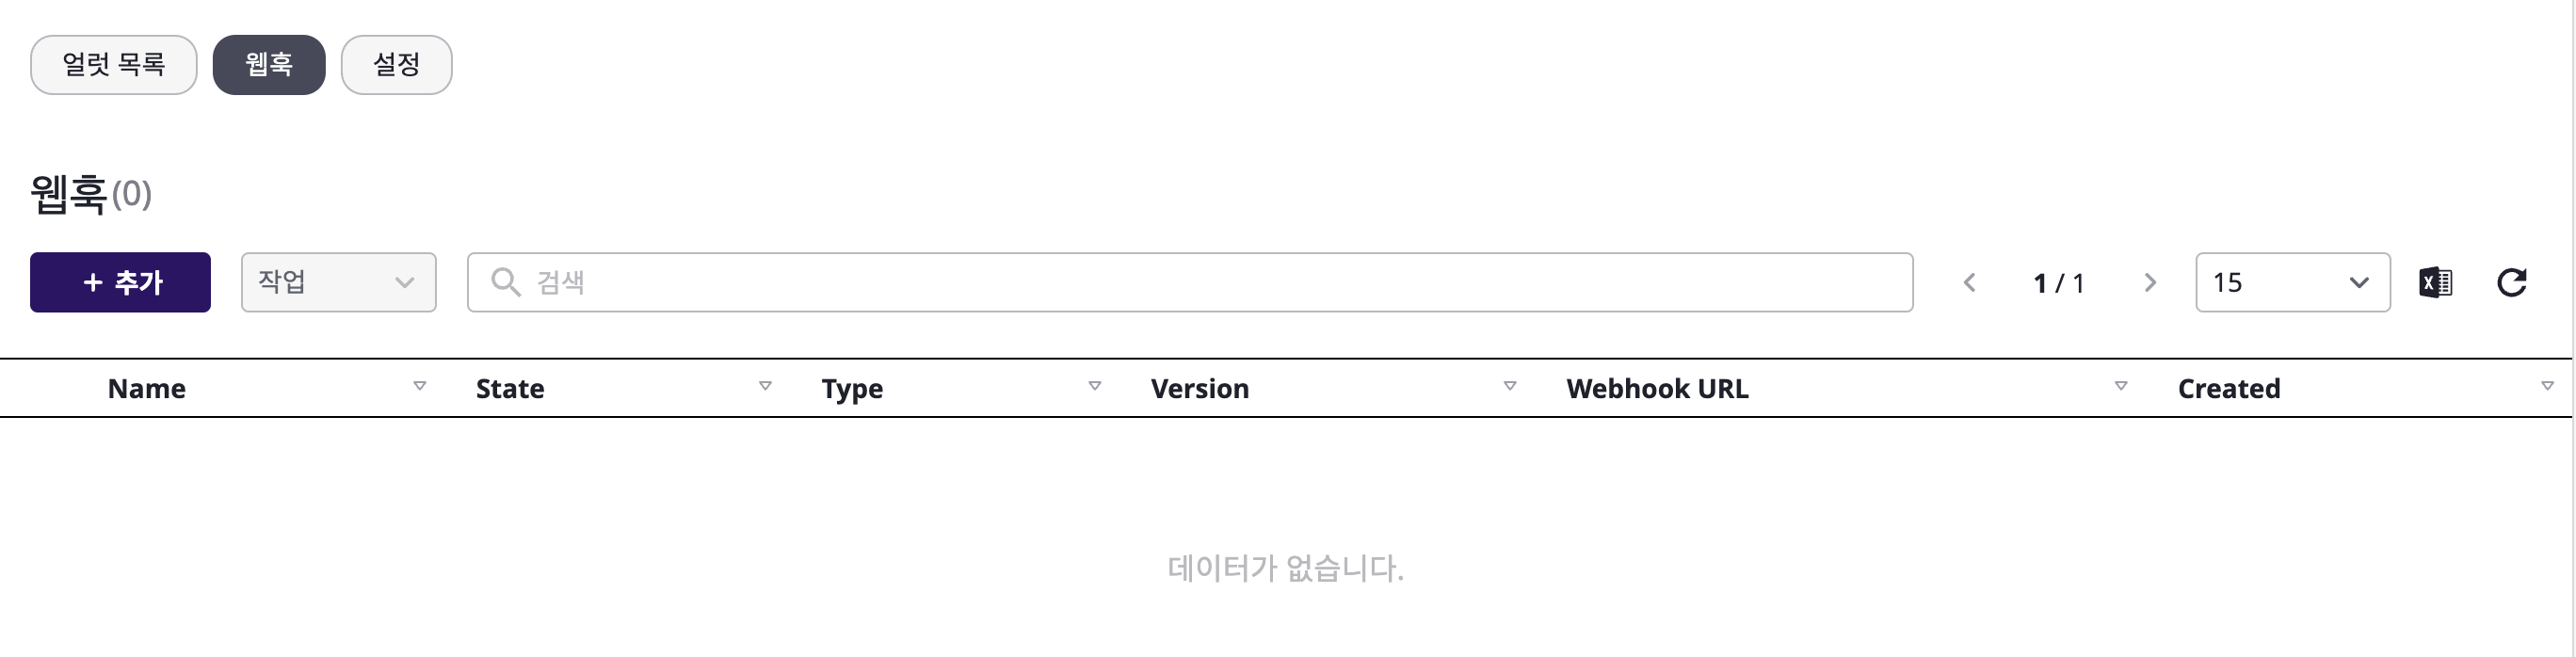 얼럿 목록 웹훅 설정
웹훅(0)
+ 추가 작업 검색 1 / 1 15
Name State Type Version Webhook URL Created
데이터가 없습니다.